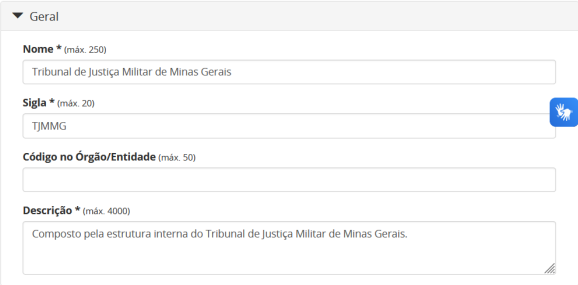 Geral
Nome * (máx. 250)
Tribunal de Justiça Militar de Minas Gerais
Sigla * (máx. 20)
TJMMG
Código no Órgão/Entidade (máx. 50)
Descrição * (máx. 4000)
Composto pela estrutura interna do Tribunal de Justiça Militar de Minas Gerais.